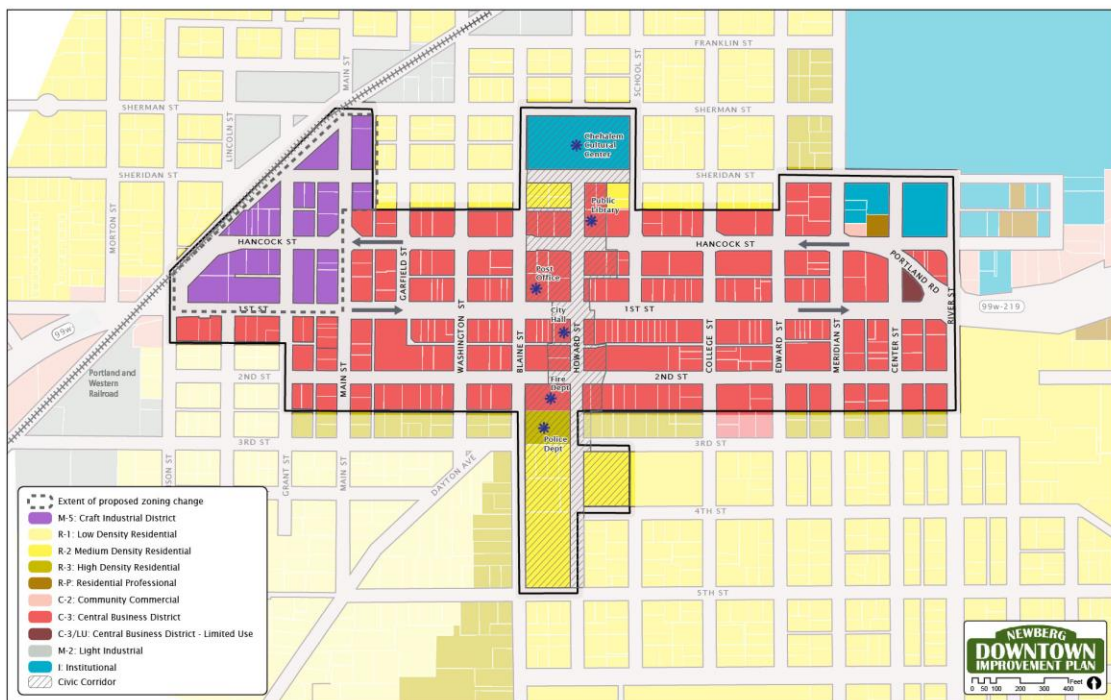 FRANKLIN ST
SCHOOL ST
MAIN ST
SHERMAN ST
SHERMAN ST
LINCOLN ST
Chehalem
Cultural
Center
SHERIDAN ST
SHERIDAN ST
MORTON ST
Public
Library
HANCOCK ST
HANCOCK ST
GARFIELD ST
Post
Office
PORTLAND RD
1ST ST
1ST ST
City
Hall
99W
99W-219
RIVER ST
WASHINGTON ST
BLAINE ST
HOWARD ST
COLLEGE ST
EDWARD ST
MERIDIAN ST
CENTER ST
Portland and
Western
Railroad
2ND ST
MAIN ST
2ND ST
Fire
Dept
Police
Dept
3RD ST
3RD ST
DAYTON AVE
SON ST
GRANT ST
MAIN ST
4TH ST
5TH ST
Extent of proposed zoning change
M-5: Craft Industrial District
R-1: Low Density Residential
R-2 Medium Density Residential
R-3: High Density Residential
R-P: Residential Professional
C-2: Community Commercial
C-3: Central Business District
C-3/LU: Central Business District - Limited Use
M-2: Light Industrial
I: Institutional
Civic Corridor
NEWBERG
DOWNTOWN
IMPROVEMENT PLAN
Feet
0 50 100 200 300 400